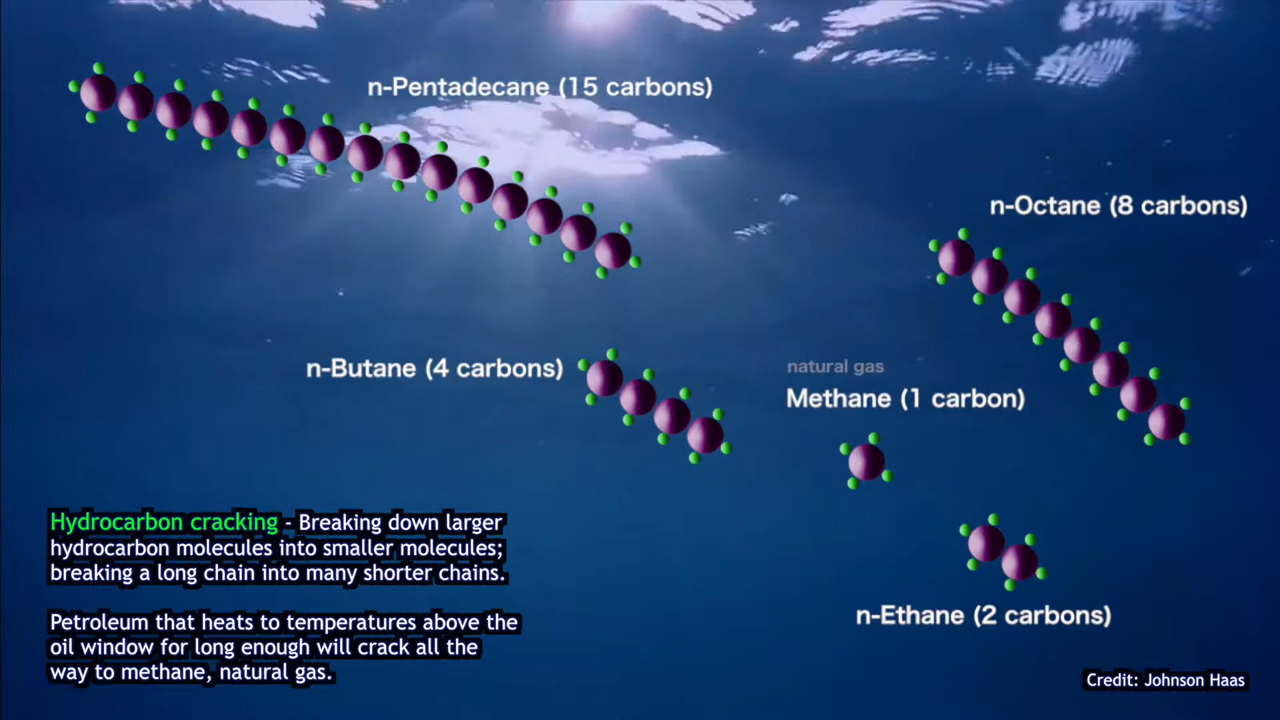 n-Pentadecane (15 carbons)
n-Octane (8 carbons)
n-Butane (4 carbons)
natural gas
Methane (1 carbon)
Hydrocarbon cracking - Breaking down larger
hydrocarbon molecules into smaller molecules;
breaking a long chain into many shorter chains.
Petroleum that heats to temperatures above the
oil window for long enough will crack all the
way to methane, natural gas.
n-Ethane (2 carbons)
Credit: Johnson Haas